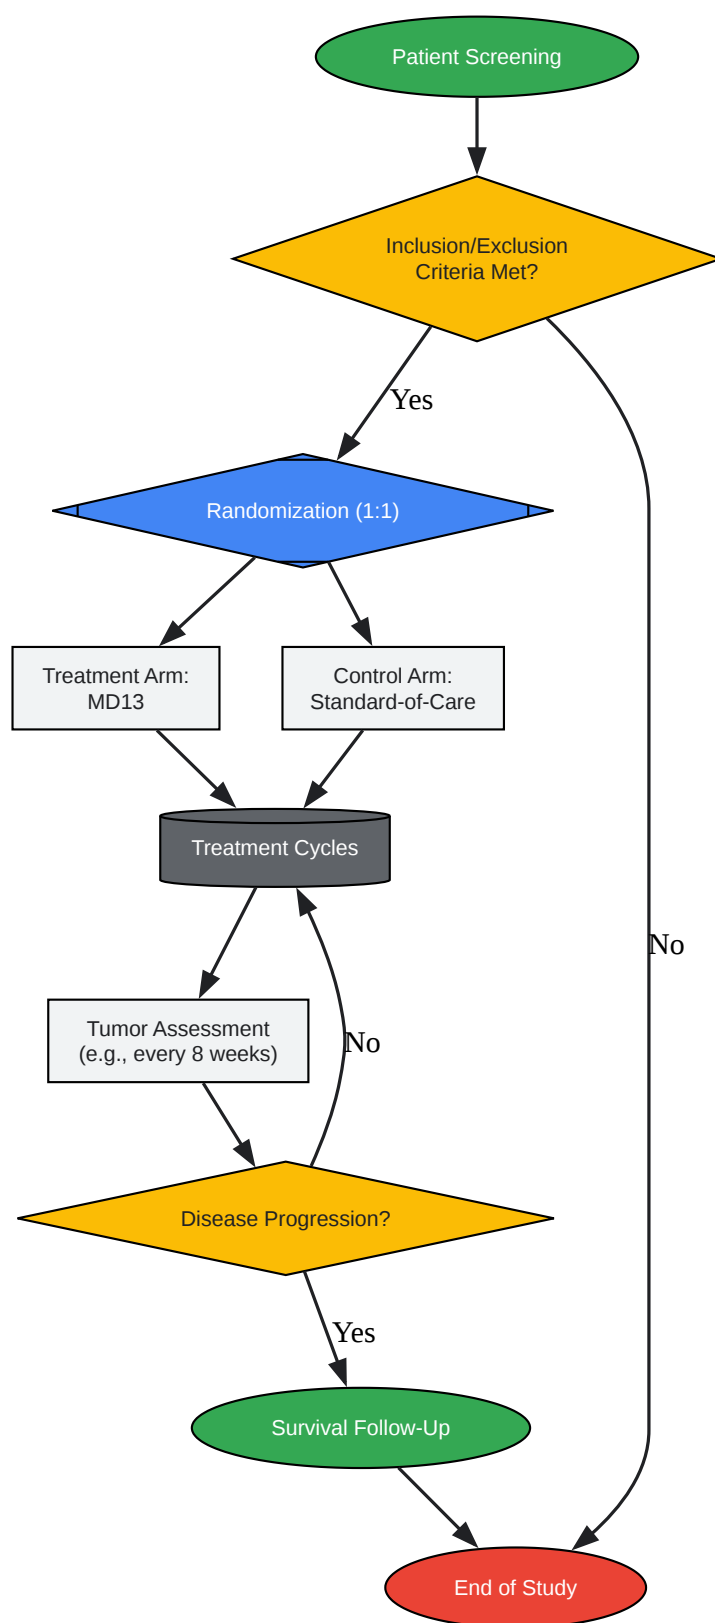 Patient Screening
Inclusion/Exclusion
Criteria Met?
Yes
Randomization (1:1)
Treatment Arm:
MD13
Control Arm:
Standard-of-Care
Treatment Cycles
No
Tumor Assessment
(e.g., every 8 weeks)
No
Disease Progression?
Yes
Survival Follow-Up
End of Study